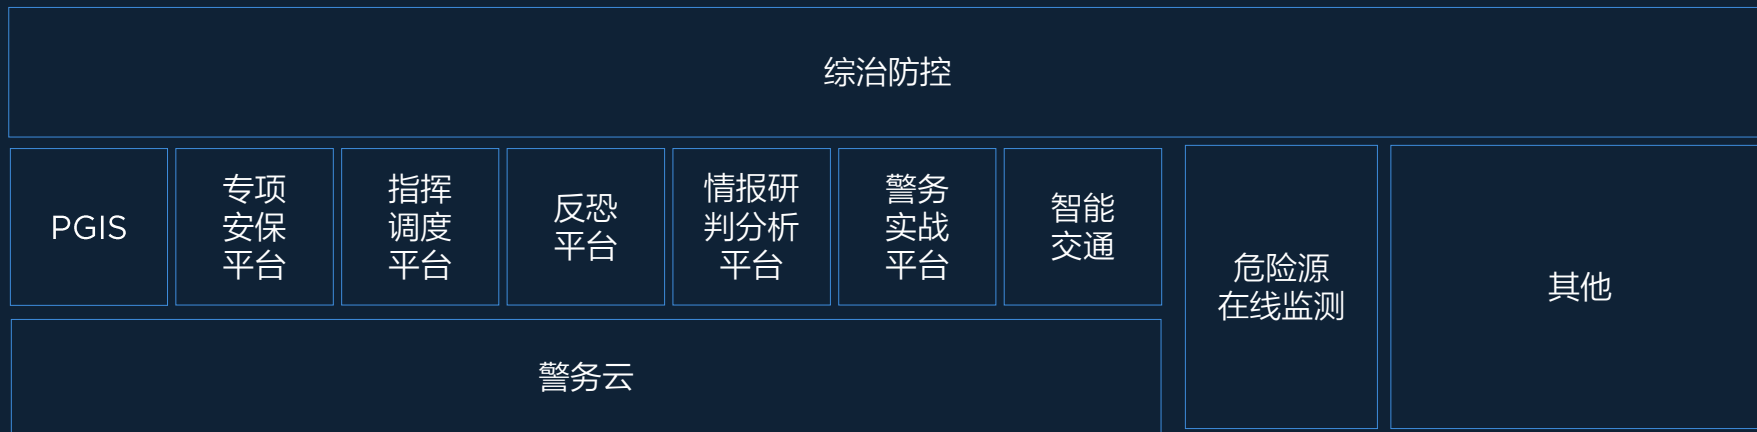 综治防控
PGIS
专项
安保
平台
指挥
调度
平台
反恐
平台
情报研
判分析
平台
警务
实战
平台
智能
交通
危险源
在线监测
其他
警务云